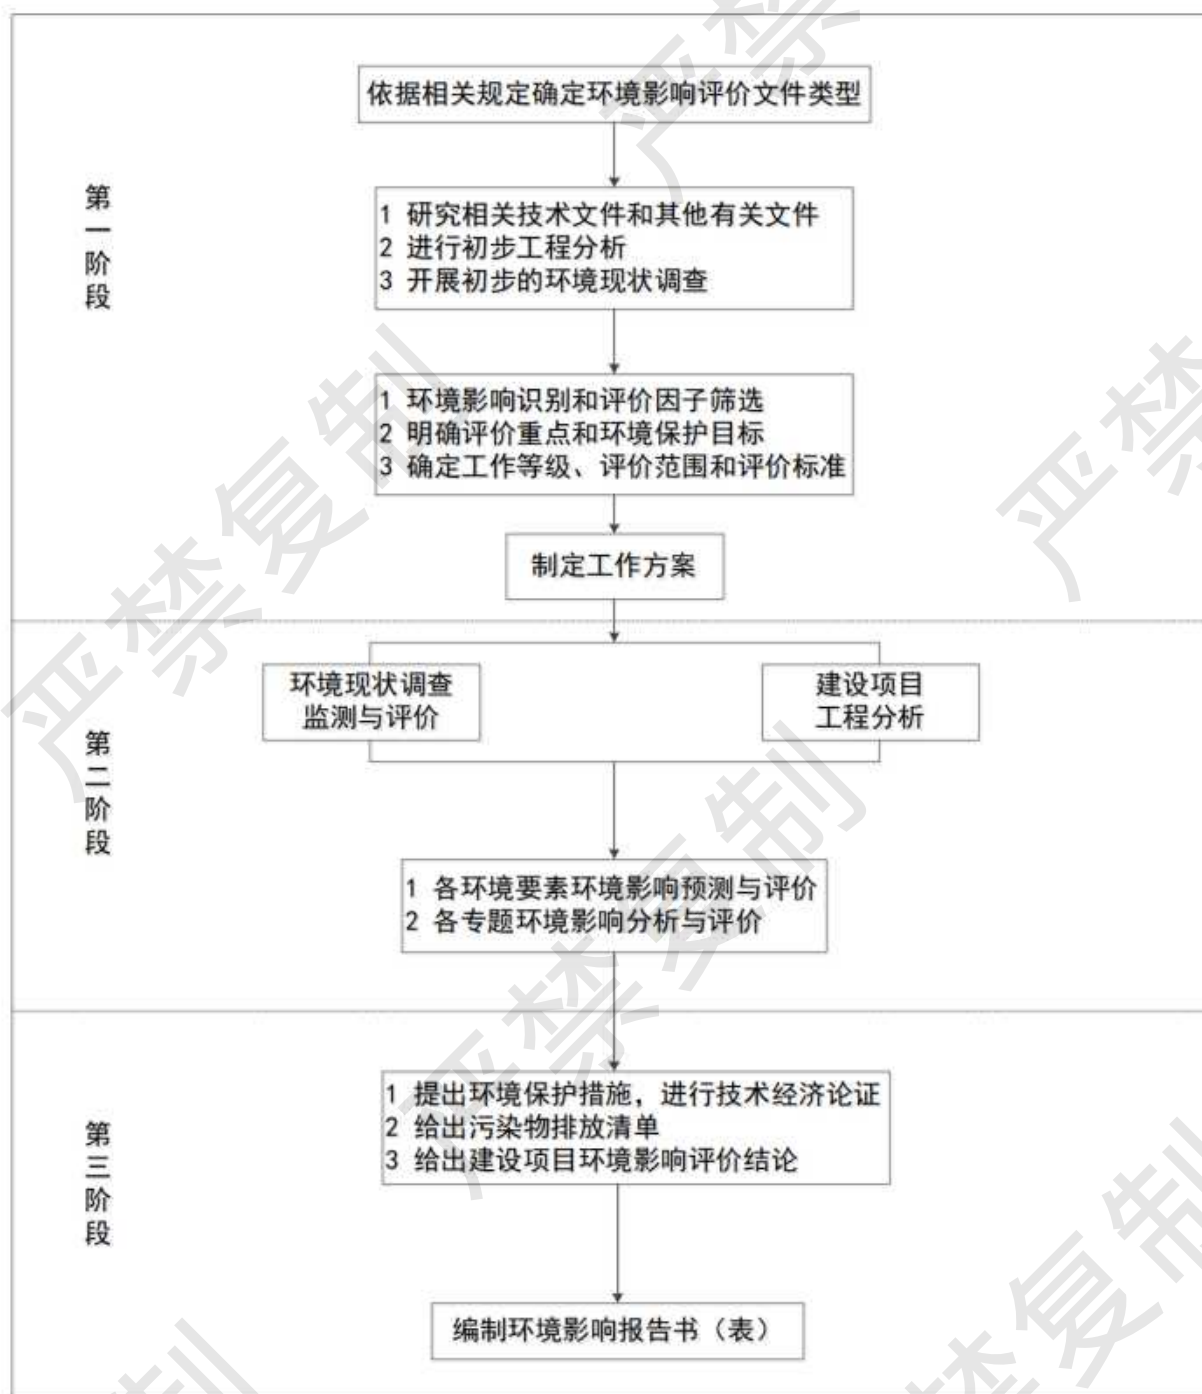 依据相关规定确定环境影响评价文件类型
第一阶段
1 研究相关技术文件和其他有关文件
2 进行初步工程分析
3 开展初步的环境现状调查
1 环境影响识别和评价因子筛选
2 明确评价重点和环境保护目标
3 确定工作等级、评价范围和评价标准
制定工作方案
第二阶段
环境现状调查
监测与评价
建设项目
工程分析
1 各环境要素环境影响预测与评价
2 各专题环境影响分析与评价
第三阶段
1 提出环境保护措施，进行技术经济论证
2 给出污染物排放清单
3 给出建设项目环境影响评价结论
编制环境影响报告书（表）
严禁
严禁复制
严禁
严禁复制
禁复制
制